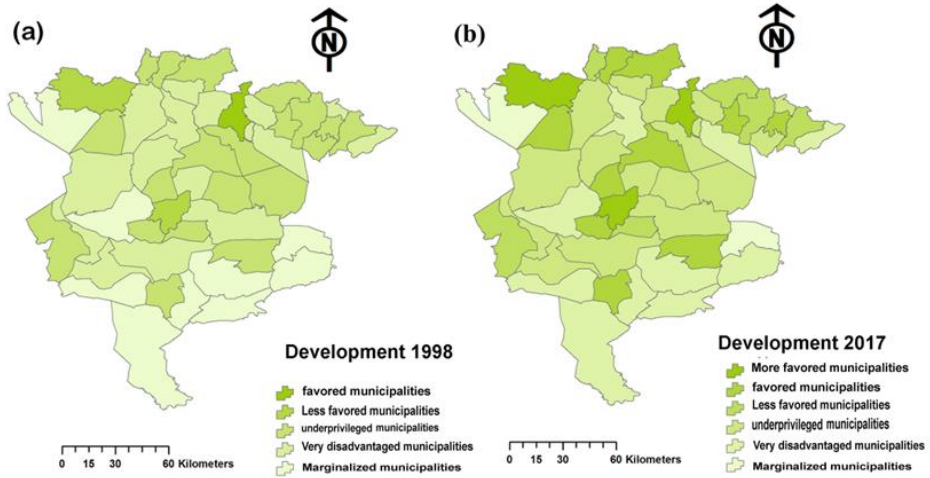 (a)
N
Development 1998
favored municipalities
Less favored municipalities
underprivileged municipalities
Very disadvantaged municipalities
Marginalized municipalities
0 15 30 60 Kilometers
(b)
N
Development 2017
More favored municipalities
favored municipalities
Less favored municipalities
underprivileged municipalities
Very disadvantaged municipalities
Marginalized municipalities
0 15 30 60 Kilometers